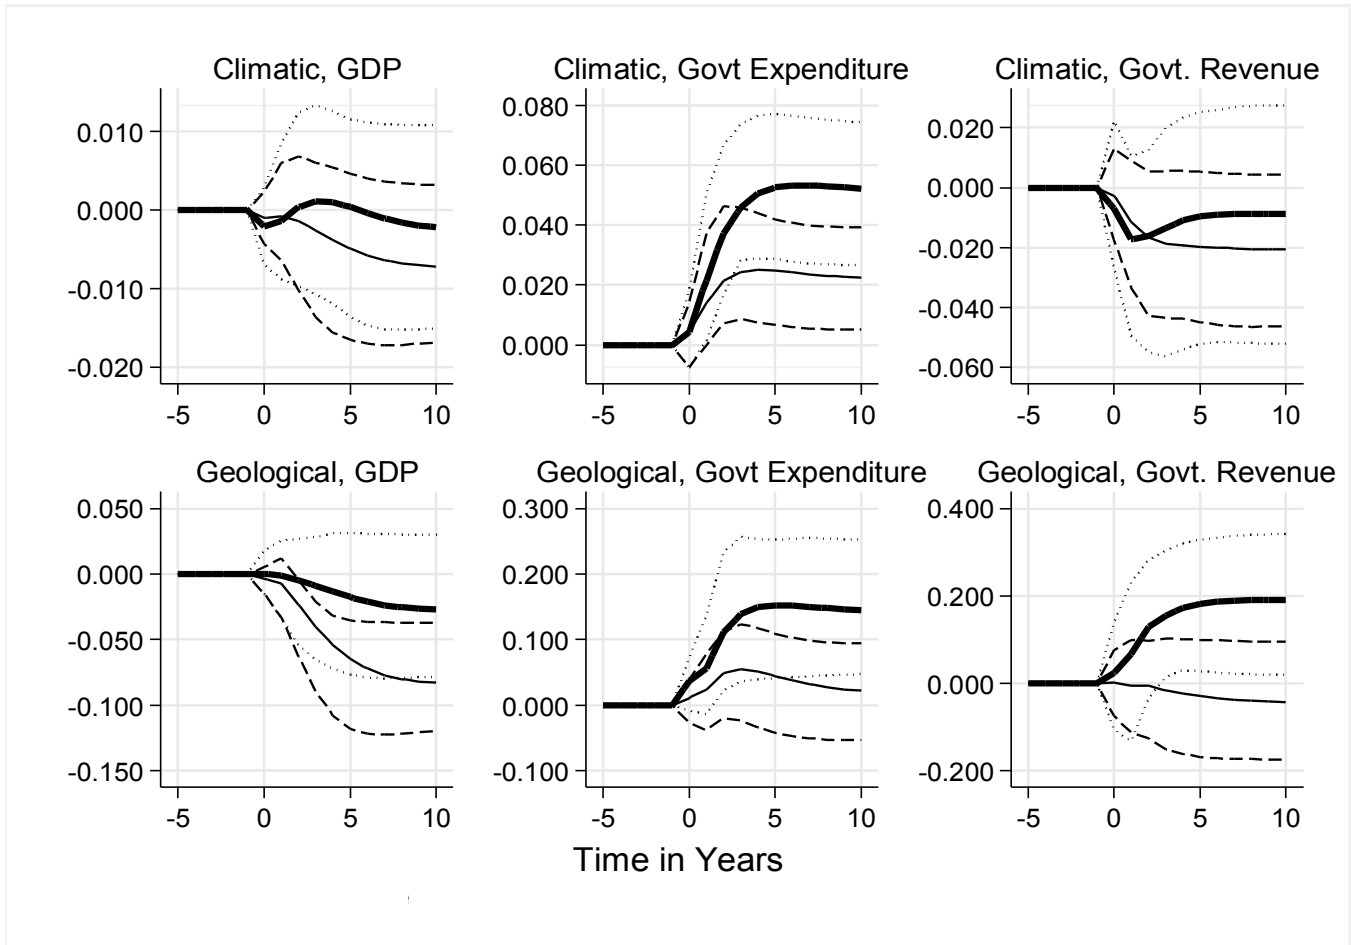 Climatic, GDP
0.010
0.000
-0.010
-0.020
-5 0 5 10
Climatic, Govt Expenditure
0.080
0.060
0.040
0.020
0.000
-5 0 5 10
Climatic, Govt. Revenue
0.020
0.000
-0.020
-0.040
-0.060
-5 0 5 10
Geological, GDP
0.050
0.000
-0.050
-0.100
-0.150
-5 0 5 10
Geological, Govt Expenditure
0.300
0.200
0.100
0.000
-0.100
-5 0 5 10
Geological, Govt. Revenue
0.400
0.200
0.000
-0.200
-5 0 5 10
Time in Years